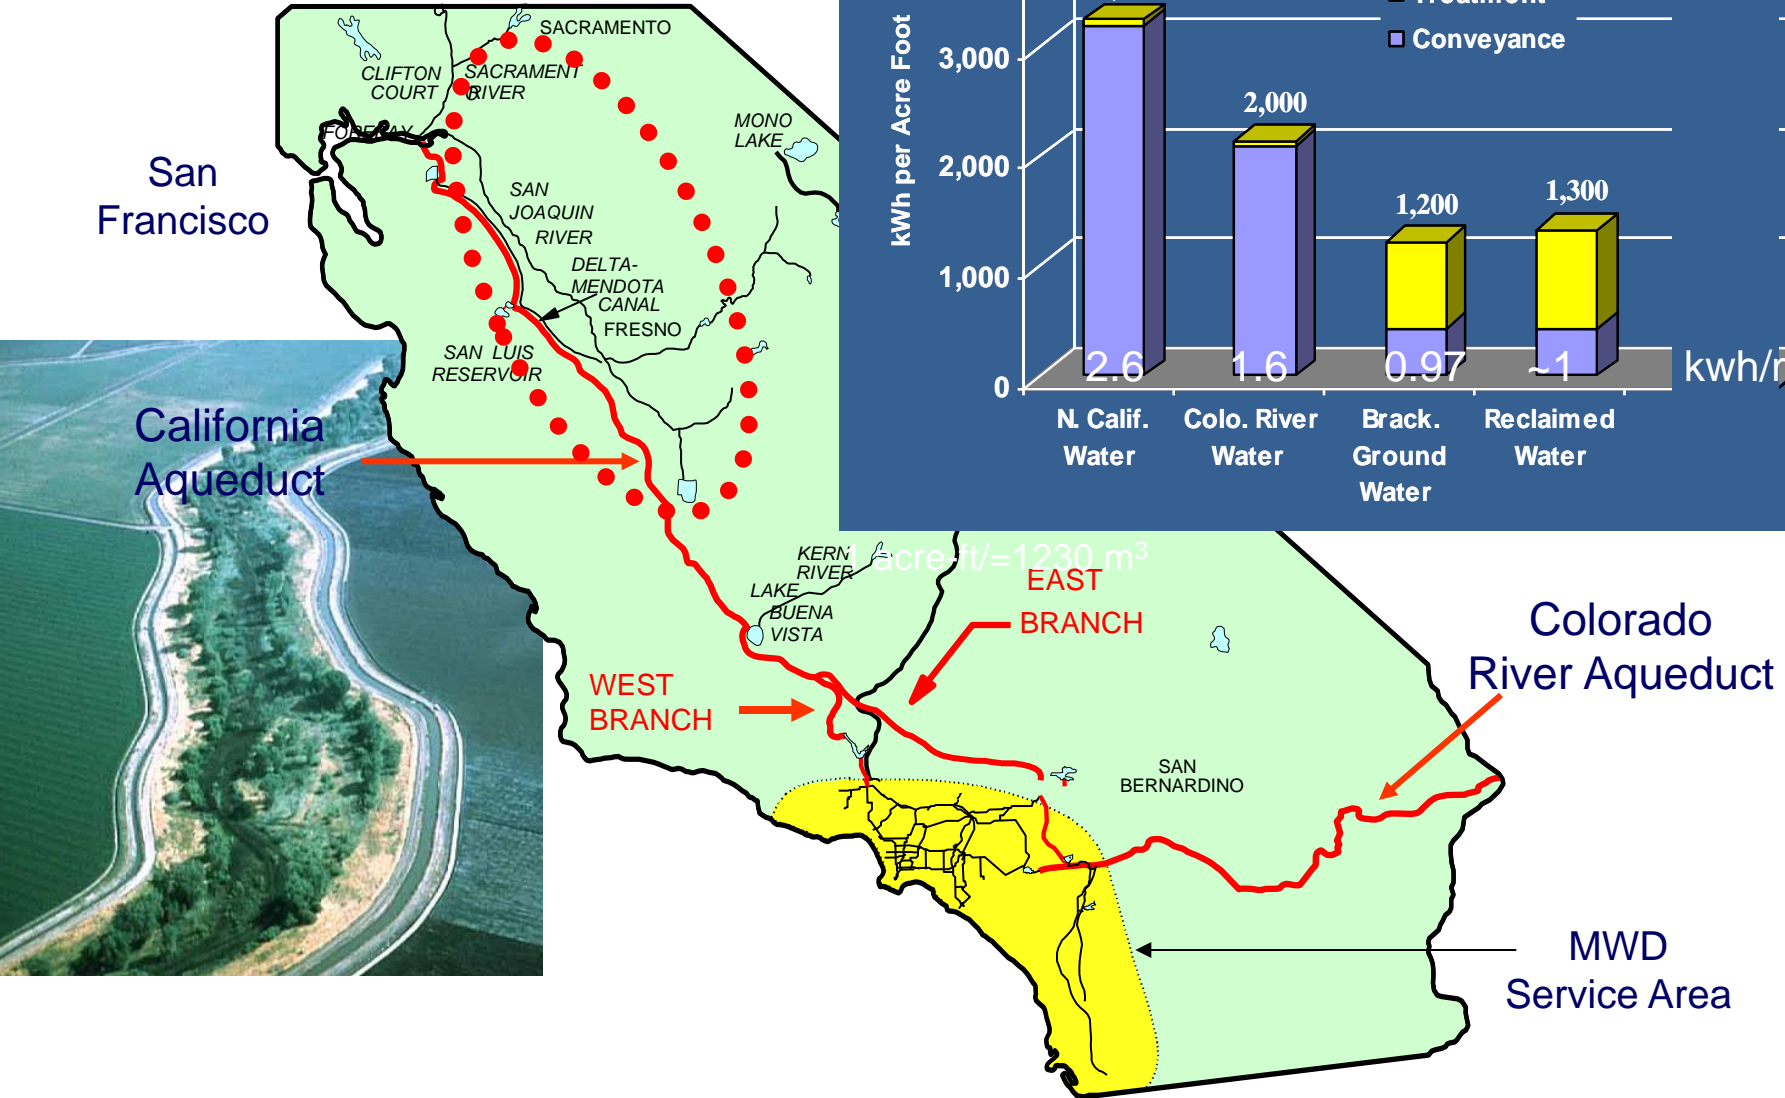 SACRAMENTO
CLIFTON
COURT
FOREBAY
SACRAMENT
O
RIVER
MONO
LAKE
San
Francisco
SAN
JOAQUIN
RIVER
DELTA-
MENDOTA
CANAL
FRESNO
SAN LUIS
RESERVOIR
California
Aqueduct
kWh per Acre Foot
Treatment
Conveyance
3,000
2,000
1,000
0
2,000
1,200
1,300
2.6
1.6
0.97
~1
N. Calif.
Water
Colo. River
Water
Brack.
Ground
Water
Reclaimed
Water
1 acre-ft/=1230 m³
KERN
RIVER
LAKE
BUENA
VISTA
EAST
BRANCH
WEST
BRANCH
Colorado
River Aqueduct
SAN
BERNARDINO
MWD
Service Area